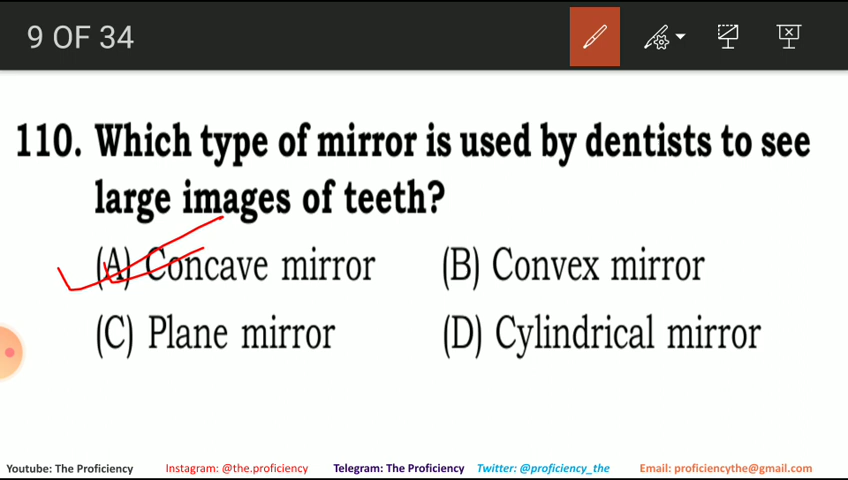 9 OF 34
110. Which type of mirror is used by dentists to see
large images of teeth?
(A) Concave mirror (B) Convex mirror
(C) Plane mirror (D) Cylindrical mirror
Youtube: The Proficiency Instagram: @the.proficiency Telegram: The Proficiency Twitter: @proficiency_the Email: proficiencythe@gmail.com